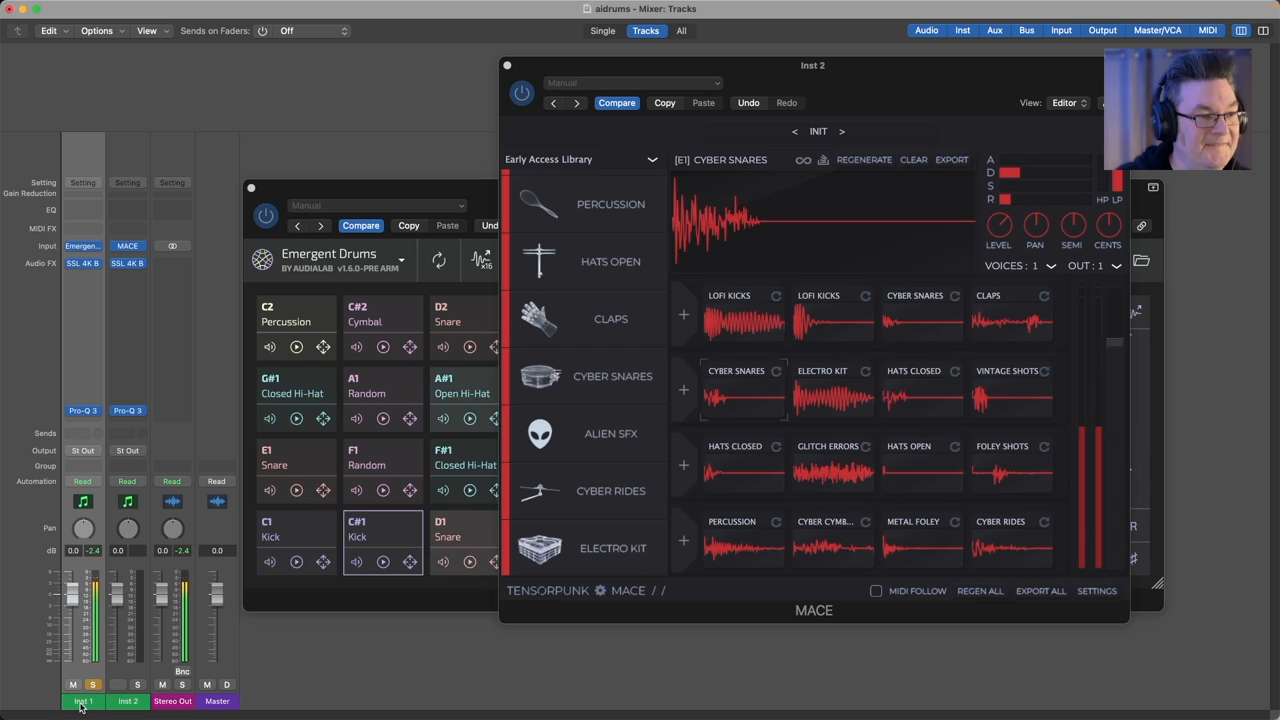 aidrums - Mixer: Tracks
Edit Options View Sends on Faders: Off Single Tracks All Audio Inst Aux Bus Input Output Master/VCA MIDI
Inst 2
Manual
Compare Copy Paste Undo Redo View: Editor
< INIT >
Early Access Library [E1] CYBER SNARES REGENERATE CLEAR EXPORT A
D
S
R HP LP
LEVEL PAN SEMI CENTS
VOICES : 1 OUT : 1
PERCUSSION
HATS OPEN
CLAPS
CYBER SNARES
ALIEN SFX
CYBER RIDES
ELECTRO KIT
LOFI KICKS LOFI KICKS CYBER SNARES CLAPS
CYBER SNARES ELECTRO KIT HATS CLOSED VINTAGE SHOTS
HATS CLOSED GLITCH ERRORS HATS OPEN FOLEY SHOTS
PERCUSSION CYBER CYMB... METAL FOLEY CYBER RIDES
TENSORPUNK MACE / / MIDI FOLLOW REGEN ALL EXPORT ALL SETTINGS
MACE
Manual
Compare Copy Paste Und
Emergent Drums
BY AUDIALAB v1.6.0-PRE ARM
x16
C2 C#2 D2
Percussion Cymbal Snare
G#1 A1 A#1
Closed Hi-Hat Random Open Hi-Hat
E1 F1 F#1
Snare Random Closed Hi-Hat
C1 C#1 D1
Kick Kick Snare
R
Setting Setting Setting Setting
Gain Reduction
EQ
MIDI FX
Input Emergen... MACE
Audio FX SSL 4K B SSL 4K B
Pro-Q 3 Pro-Q 3
Sends
Output St Out St Out
Group
Automation Read Read Read Read
Pan
dB 0.0 -2.4 0.0 0.0 -2.4 0.0
Bnc
M S S M S M D
Inst 1 Inst 2 Stereo Out Master